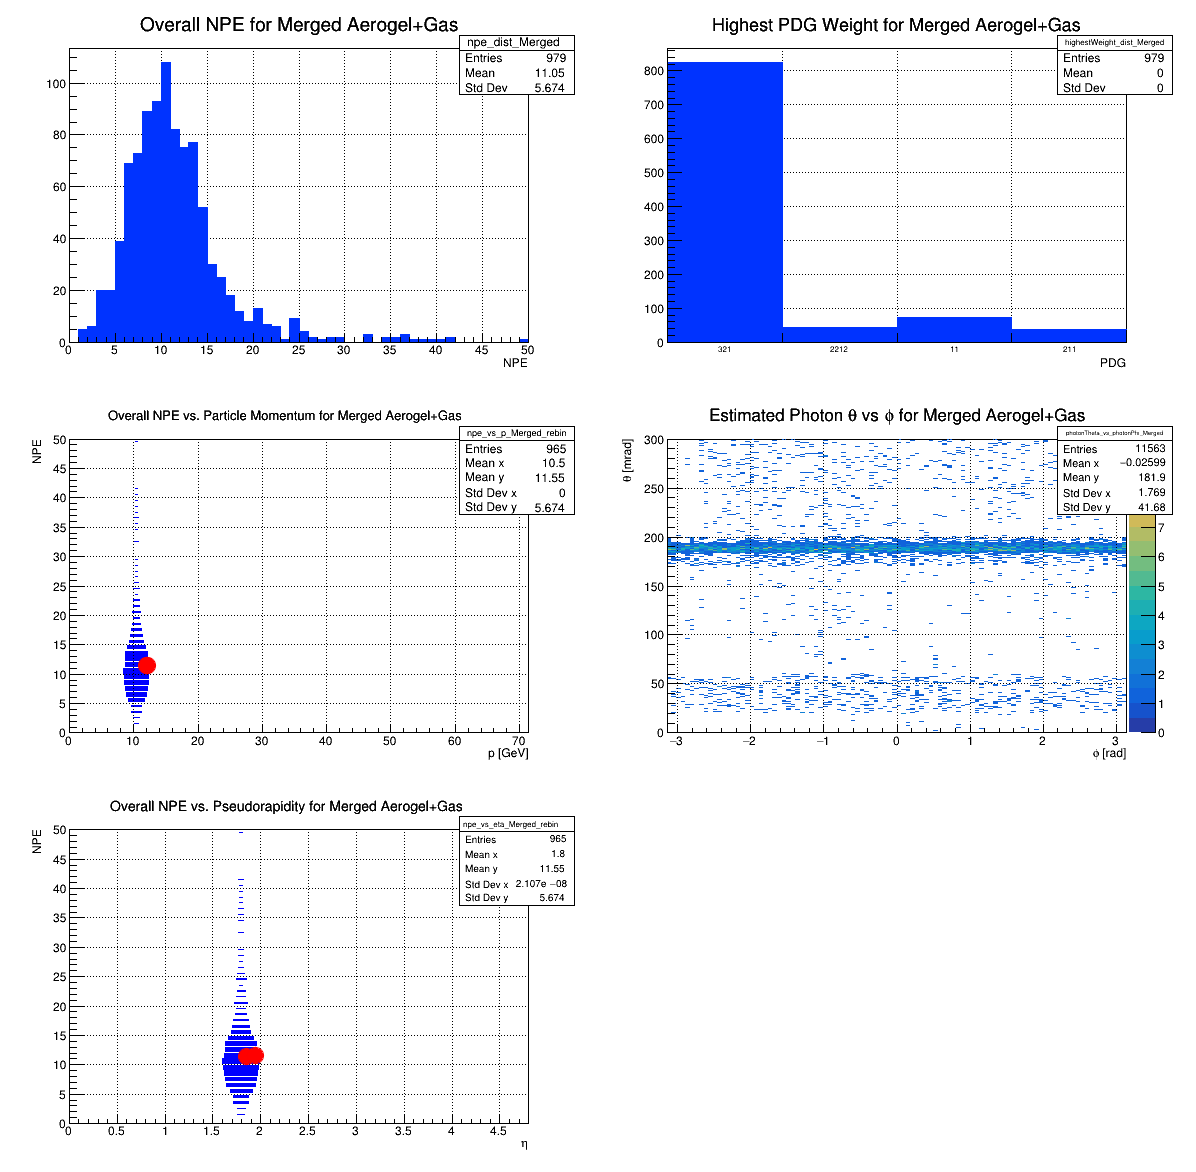 Overall NPE for Merged Aerogel+Gas
npe_dist_Merged
Entries 979
Mean 11.05
Std Dev 5.674
100
80
60
40
20
0
0 5 10 15 20 25 30 35 40 45 50
NPE
Highest PDG Weight for Merged Aerogel+Gas
highestWeight_dist_Merged
Entries 979
Mean 0
Std Dev 0
800
700
600
500
400
300
200
100
0
321 2212 11 211
PDG
Overall NPE vs. Particle Momentum for Merged Aerogel+Gas
npe_vs_p_Merged_rebin
Entries 965
Mean x 10.5
Mean y 11.55
Std Dev x 0
Std Dev y 5.674
NPE
50
45
40
35
30
25
20
15
10
5
0
0 10 20 30 40 50 60 70
p [GeV]
Estimated Photon θ vs ϕ for Merged Aerogel+Gas
photonTheta_vs_photonPhi_Merged
Entries 11563
Mean x −0.02599
Mean y 181.9
Std Dev x 1.769
Std Dev y 41.68
θ [mrad]
300
250
200
150
100
50
0
−3 −2 −1 0 1 2 3
ϕ [rad]
7
6
5
4
3
2
1
0
Overall NPE vs. Pseudorapidity for Merged Aerogel+Gas
npe_vs_eta_Merged_rebin
Entries 965
Mean x 1.8
Mean y 11.55
Std Dev x 2.107e −08
Std Dev y 5.674
NPE
50
45
40
35
30
25
20
15
10
5
0
0 0.5 1 1.5 2 2.5 3 3.5 4 4.5
η